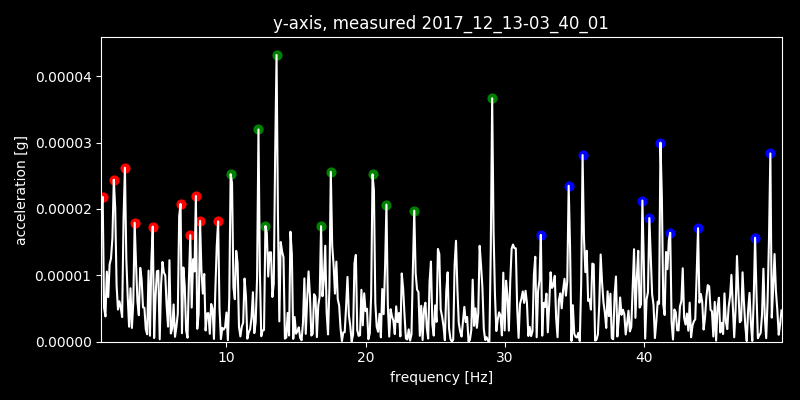 y-axis, measured 2017_12_13-03_40_01
0.00004
0.00003
0.00002
0.00001
0.00000
acceleration [g]
10 20 30 40
frequency [Hz]